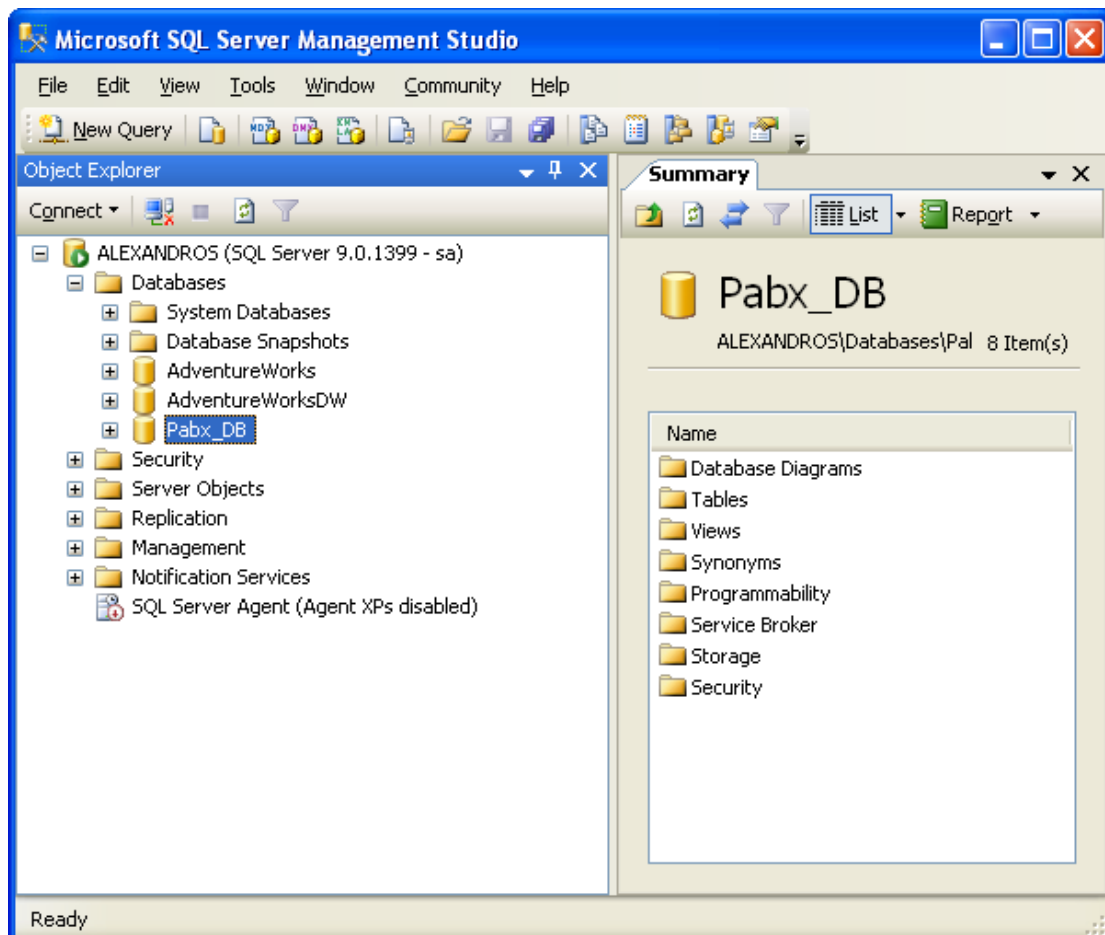 Microsoft SQL Server Management Studio
File Edit View Tools Window Community Help
New Query
Object Explorer
Connect
ALEXANDROS (SQL Server 9.0.1399 - sa)
Databases
System Databases
Database Snapshots
AdventureWorks
AdventureWorksDW
Pabx_DB
Security
Server Objects
Replication
Management
Notification Services
SQL Server Agent (Agent XPs disabled)
Summary
List Report
Pabx_DB
ALEXANDROS\Databases\Pal 8 Item(s)
Name
Database Diagrams
Tables
Views
Synonyms
Programmability
Service Broker
Storage
Security
Ready